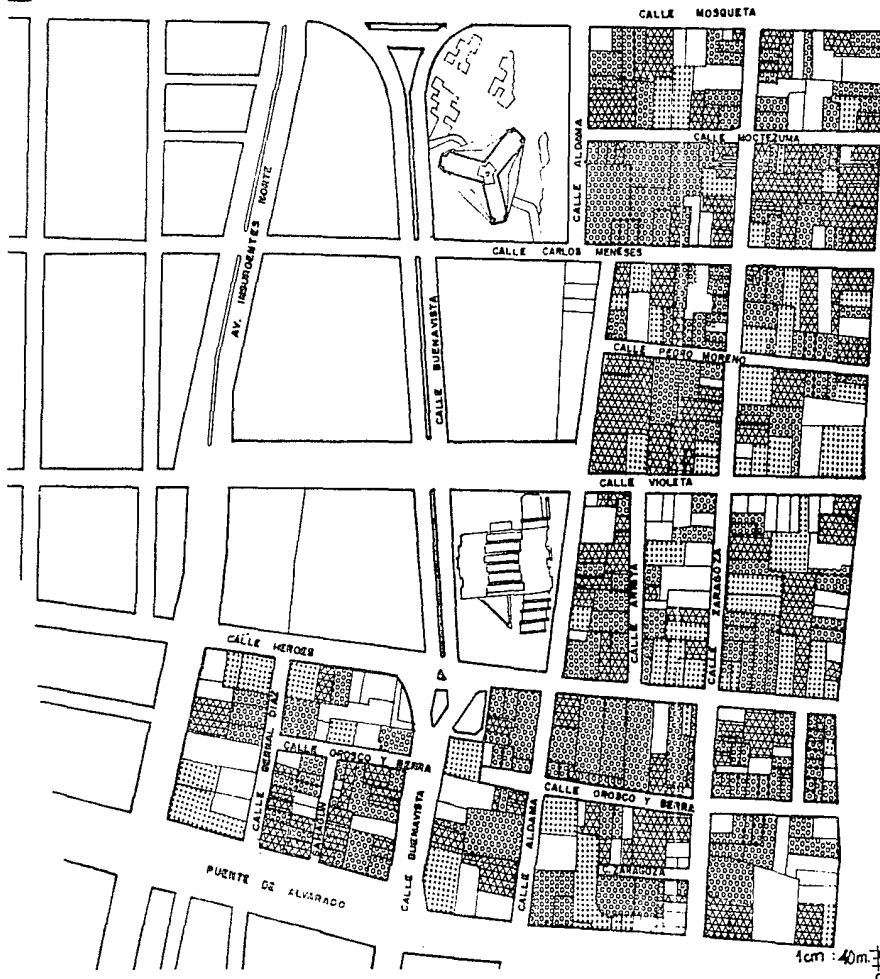 CALLE MOSQUETA
CALLE MOCTEZUMA
CALLE ALDAMA
AV. INSURGENTES NORTE
CALLE CARLOS MENESES
CALLE BUENAVISTA
CALLE PEDRO MORENO
CALLE VIOLETA
CALLE ARRIETA
CALLE ZARAGOZA
CALLE HEROES
CALLE BERNAL DIAZ
CALLE OROSCO Y BERRA
CALLE OROSCO Y BERRA
CALLE BUENAVISTA
CALLE ALDAMA
C. ZARAGOZA
PUENTE DE ALVARADO
1cm : 40m.